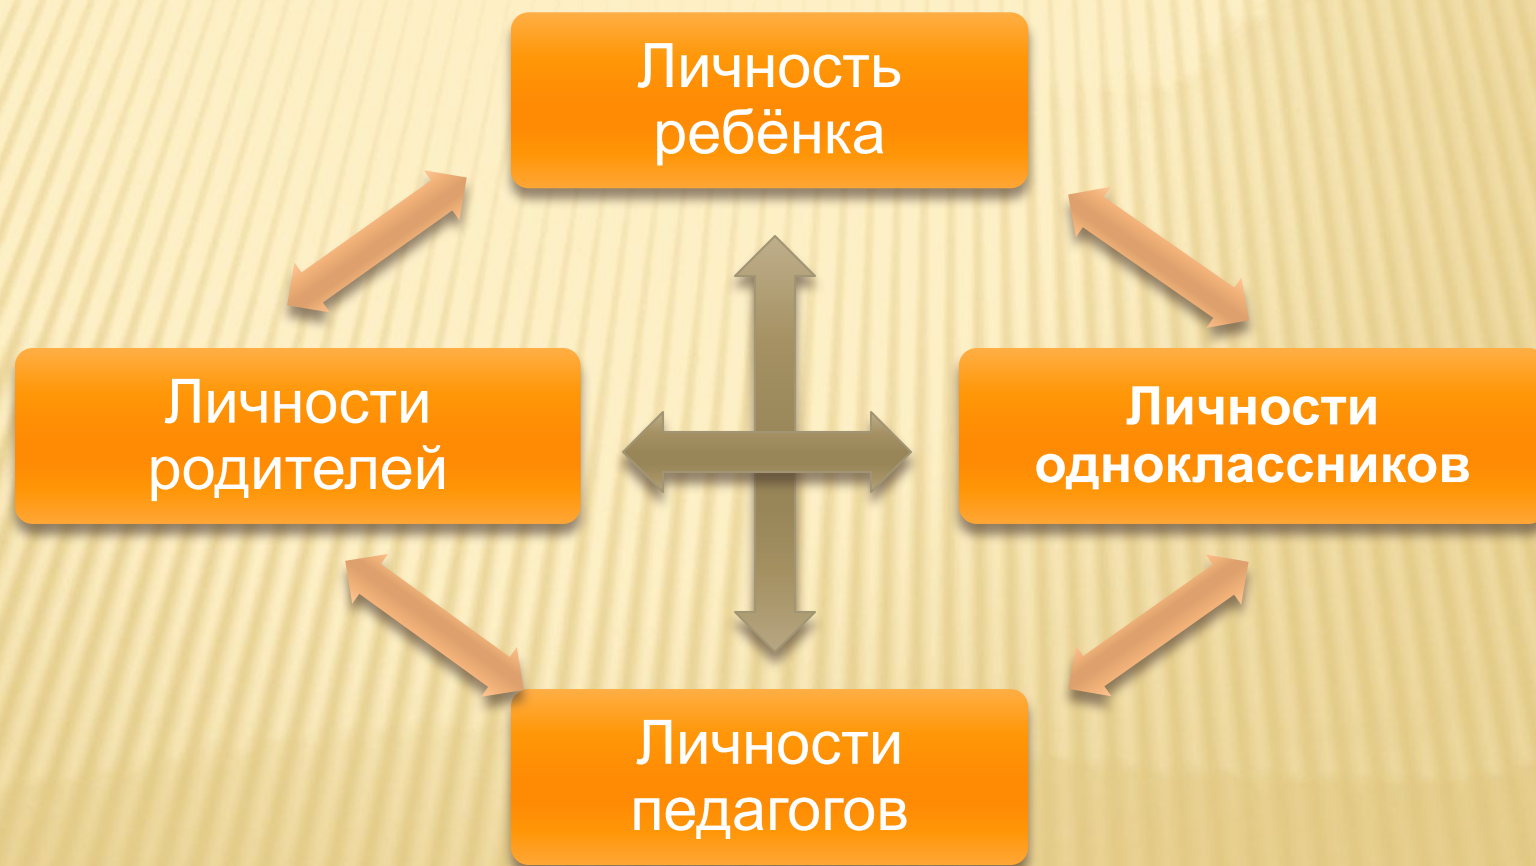 Личность
ребёнка
Личности
родителей
Личности
одноклассников
Личности
педагогов